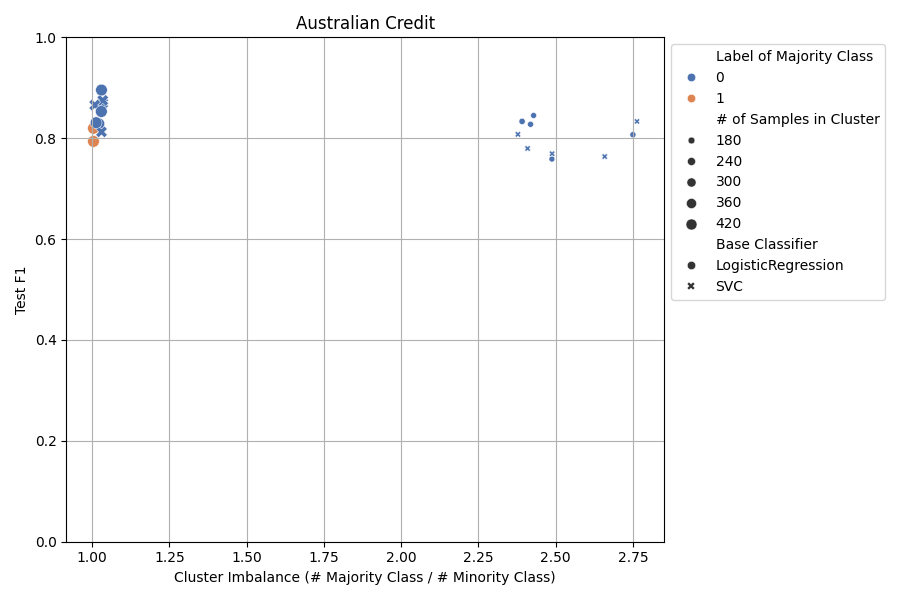 Australian Credit
1.0
0.8
0.6
0.4
0.2
0.0
Test F1
1.00 1.25 1.50 1.75 2.00 2.25 2.50 2.75
Cluster Imbalance (# Majority Class / # Minority Class)
Label of Majority Class
0
1
# of Samples in Cluster
180
240
300
360
420
Base Classifier
LogisticRegression
SVC